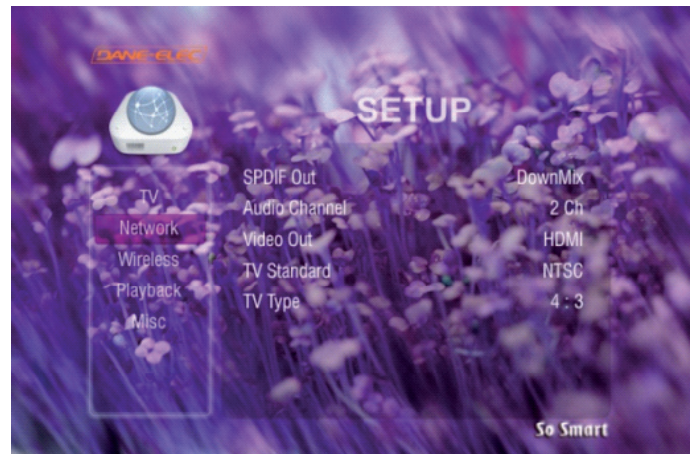 DANE-ELEC
SETUP
TV
Network
Wireless
Playback
Misc
SPDIF Out DownMix
Audio Channel 2 Ch
Video Out HDMI
TV Standard NTSC
TV Type 4 : 3
So Smart